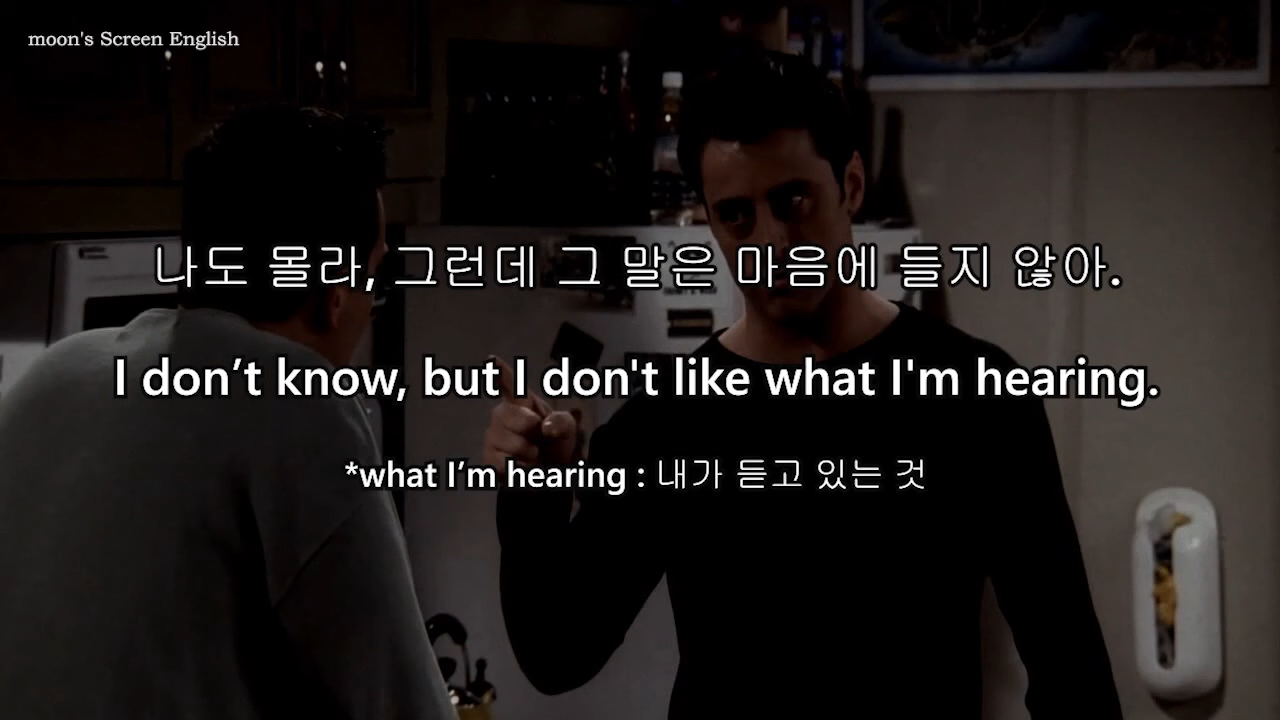 moon's Screen English
나도 몰라, 그런데 그 말은 마음에 들지 않아.
I don’t know, but I don't like what I'm hearing.
*what I’m hearing : 내가 듣고 있는 것